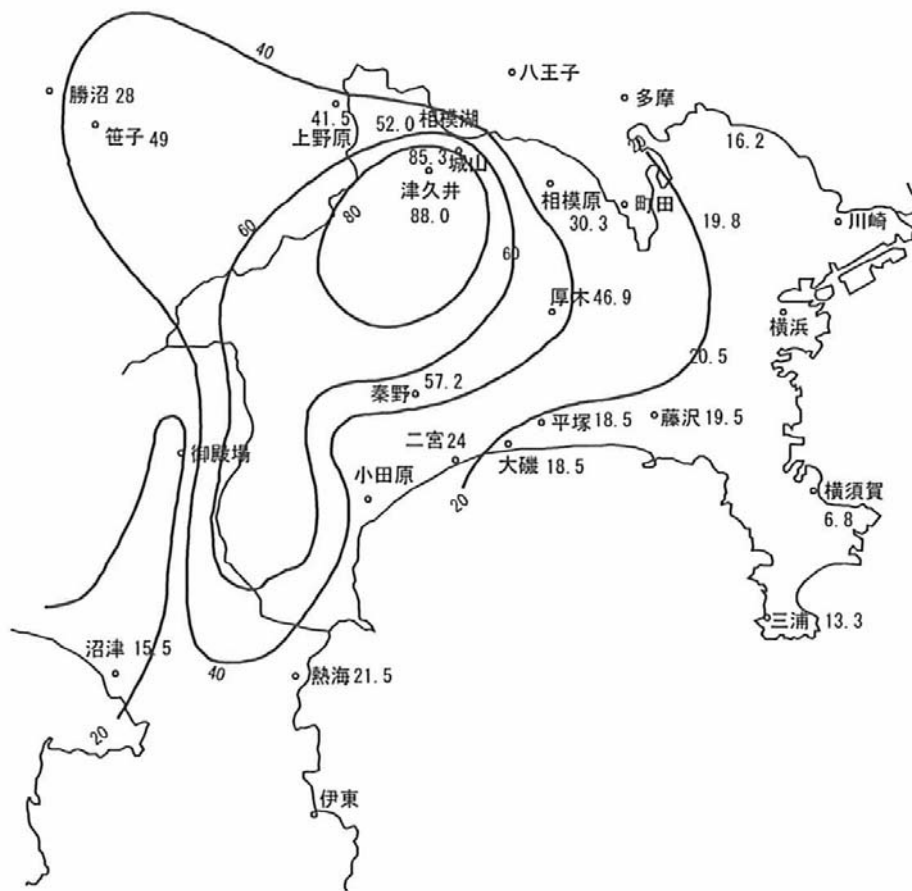 40
八王子
勝沼 28
多摩
笹子 49
41.5
上野原
52.0
相模湖
16.2
85.3
城山
津久井
88.0
80
60
相模原
30.3
町田
19.8
川崎
60
厚木 46.9
横浜
20.5
57.2
秦野
平塚 18.5
藤沢 19.5
二宮 24
大磯 18.5
御殿場
小田原
20
横須賀
6.8
三浦 13.3
沼津 15.5
40
熱海 21.5
20
伊東